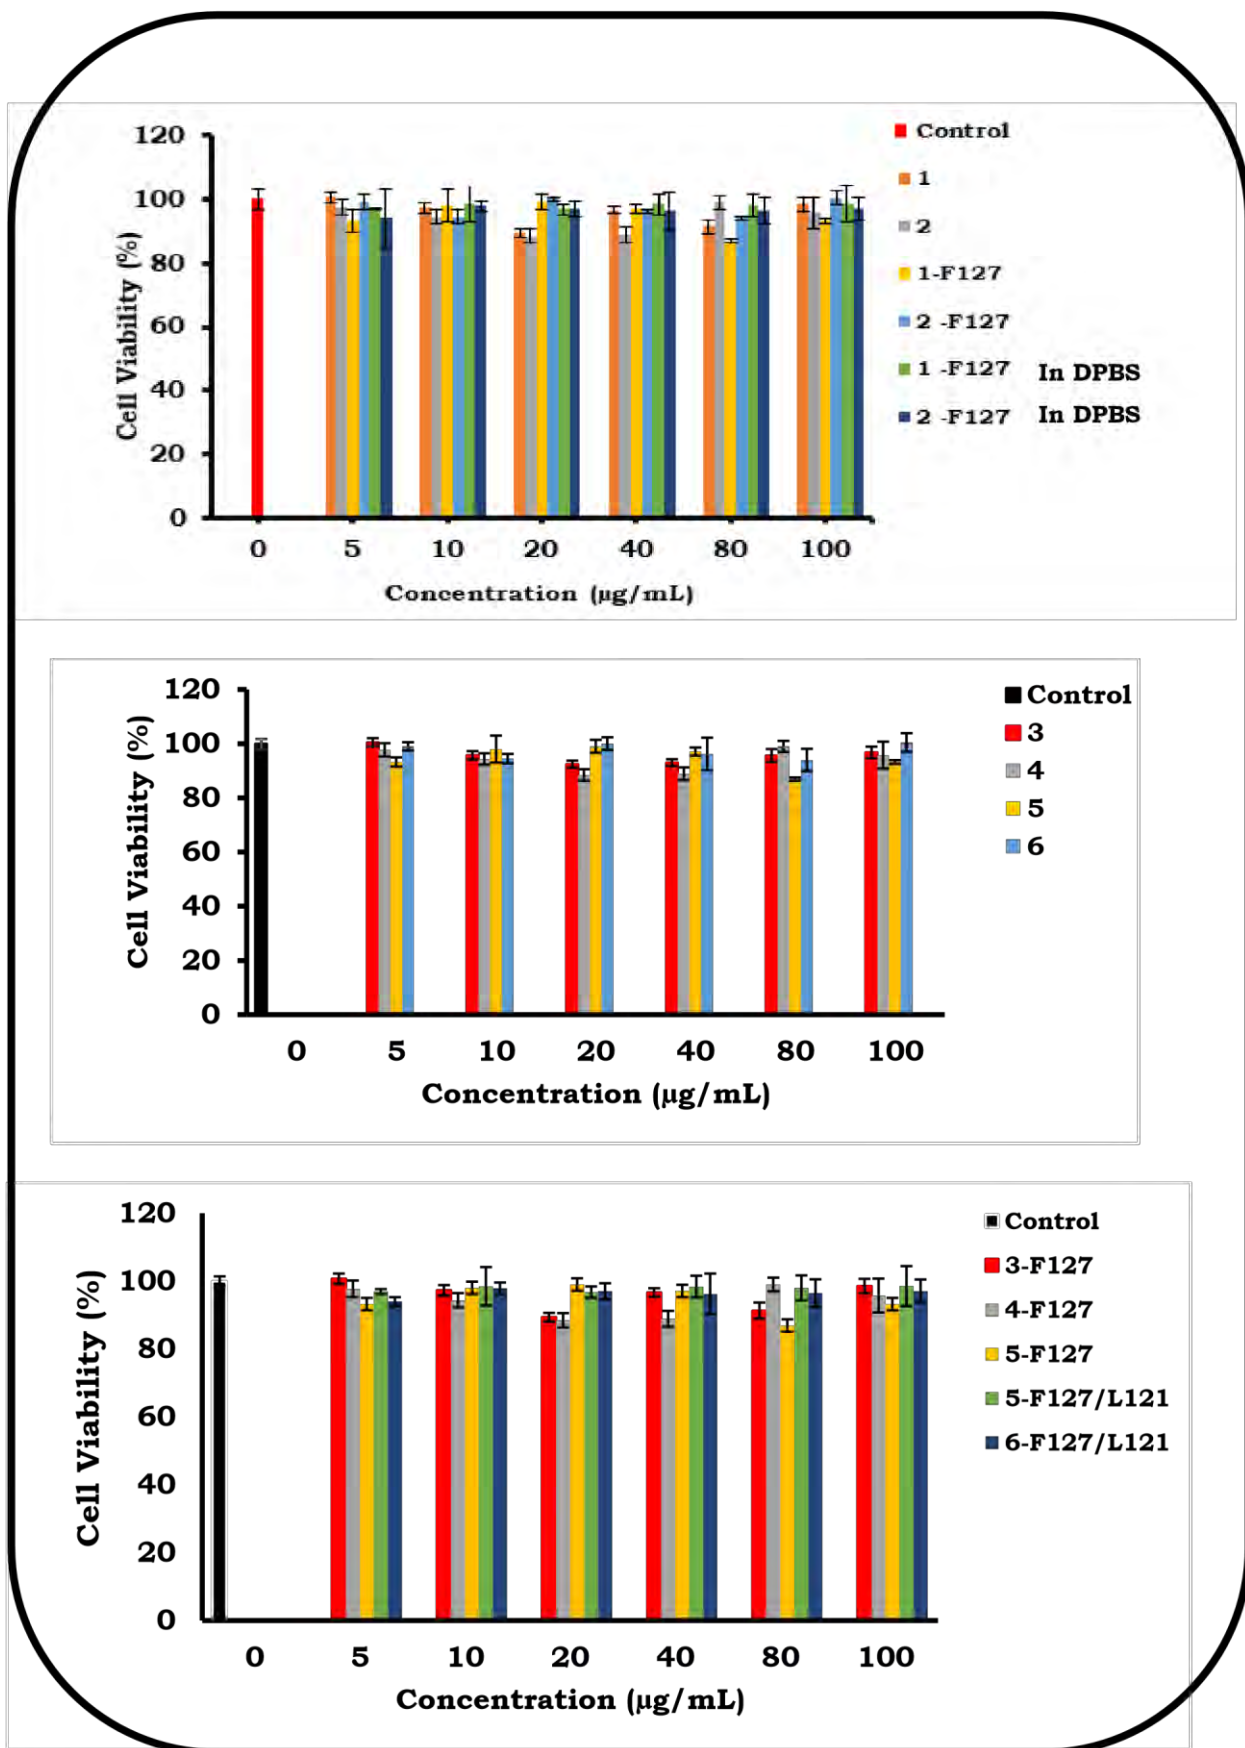 120
100
80
60
40
20
0
Cell Viability (%)
0 5 10 20 40 80 100
Concentration (µg/mL)
Control
1
2
1-F127
2 -F127
1 -F127 In DPBS
2 -F127 In DPBS
120
100
80
60
40
20
0
Cell Viability (%)
0 5 10 20 40 80 100
Concentration (µg/mL)
Control
3
4
5
6
120
100
80
60
40
20
0
Cell Viability (%)
0 5 10 20 40 80 100
Concentration (µg/mL)
Control
3-F127
4-F127
5-F127
5-F127/L121
6-F127/L121